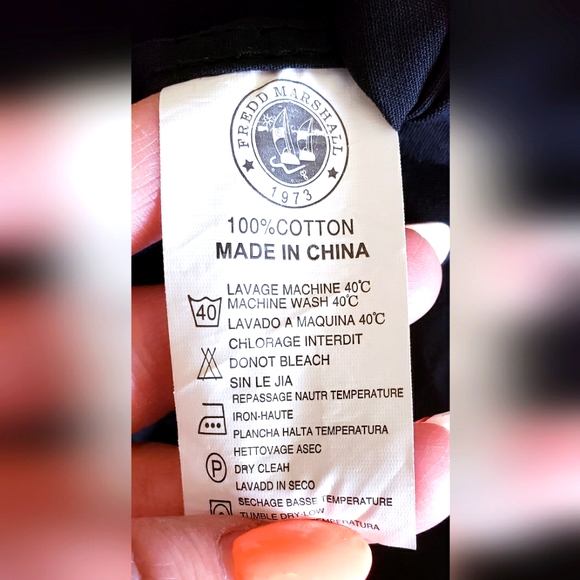 FREDD MARSHALL
1973
100%COTTON
MADE IN CHINA
LAVAGE MACHINE 40℃
MACHINE WASH 40℃
40
LAVADO A MAQUINA 40℃
CHLORAGE INTERDIT
DONOT BLEACH
SIN LE JIA
REPASSAGE NAUTR TEMPERATURE
IRON-HAUTE
PLANCHA HALTA TEMPERATURA
HETTOVAGE ASEC
P
DRY CLEAH
LAVADD IN SECO
SECHAGE BASSE TEMPERATURE
TUMBLE DRY-LOW
TEMPERATURA